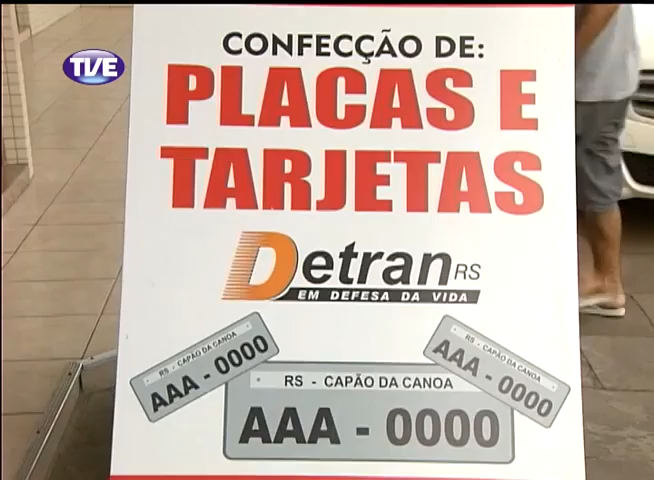 CONFECÇÃO DE:
TVE
PLACAS E
TARJETAS
Detran RS
EM DEFESA DA VIDA
RS - CAPÃO DA CANOA
AAA - 0000
RS - CAPÃO DA CANOA
AAA - 0000
RS - CAPÃO DA CANOA
AAA - 0000